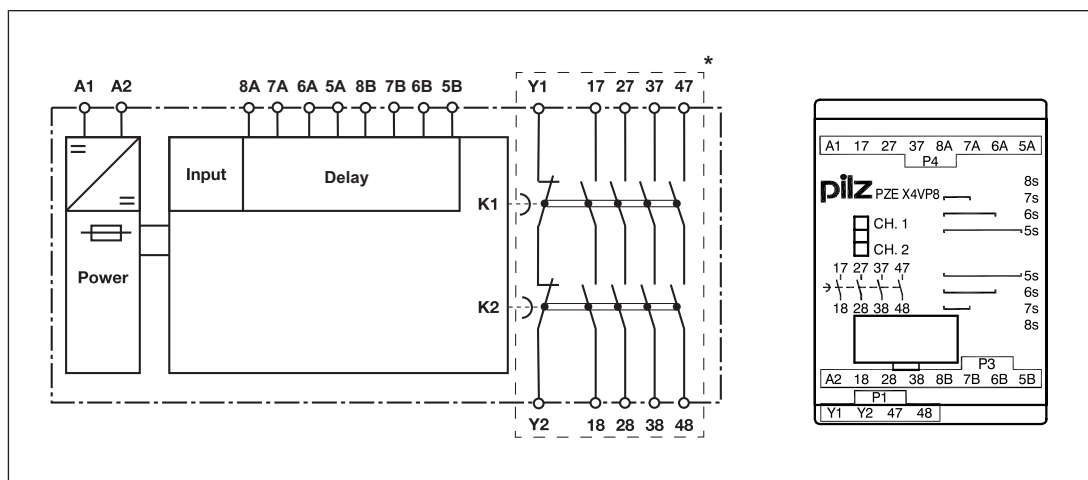 *
A1 A2 8A 7A 6A 5A 8B 7B 6B 5B Y1 17 27 37 47
Input Delay
K1
Power
K2
Y2 18 28 38 48
A1 17 27 37 8A 7A 6A 5A
P4
pilz PZE X4VP8
8s
7s
6s
5s
CH. 1
CH. 2
17 27 37 47
18 28 38 48
5s
6s
7s
8s
P3
A2 18 28 38 8B 7B 6B 5B
P1
Y1 Y2 47 48